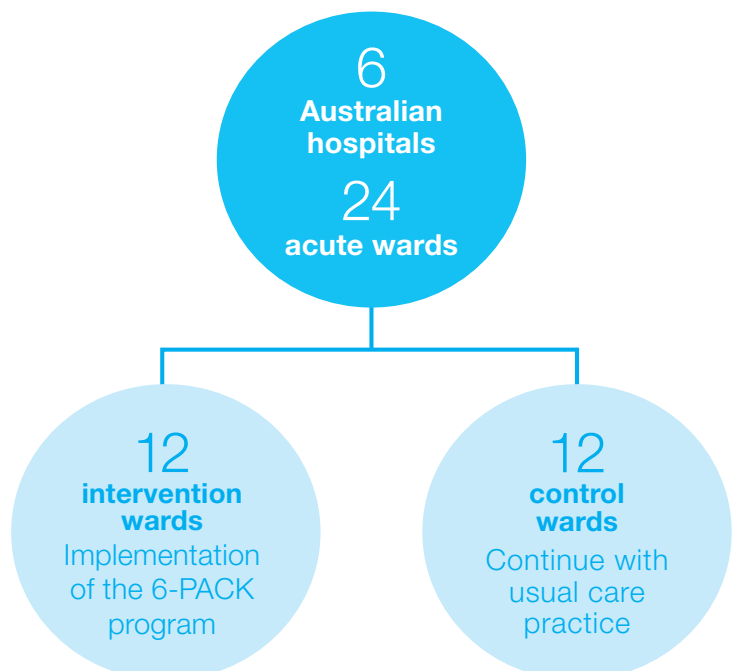 6
Australian
hospitals
24
acute wards
12
intervention
wards
Implementation
of the 6-PACK
program
12
control
wards
Continue with
usual care
practice